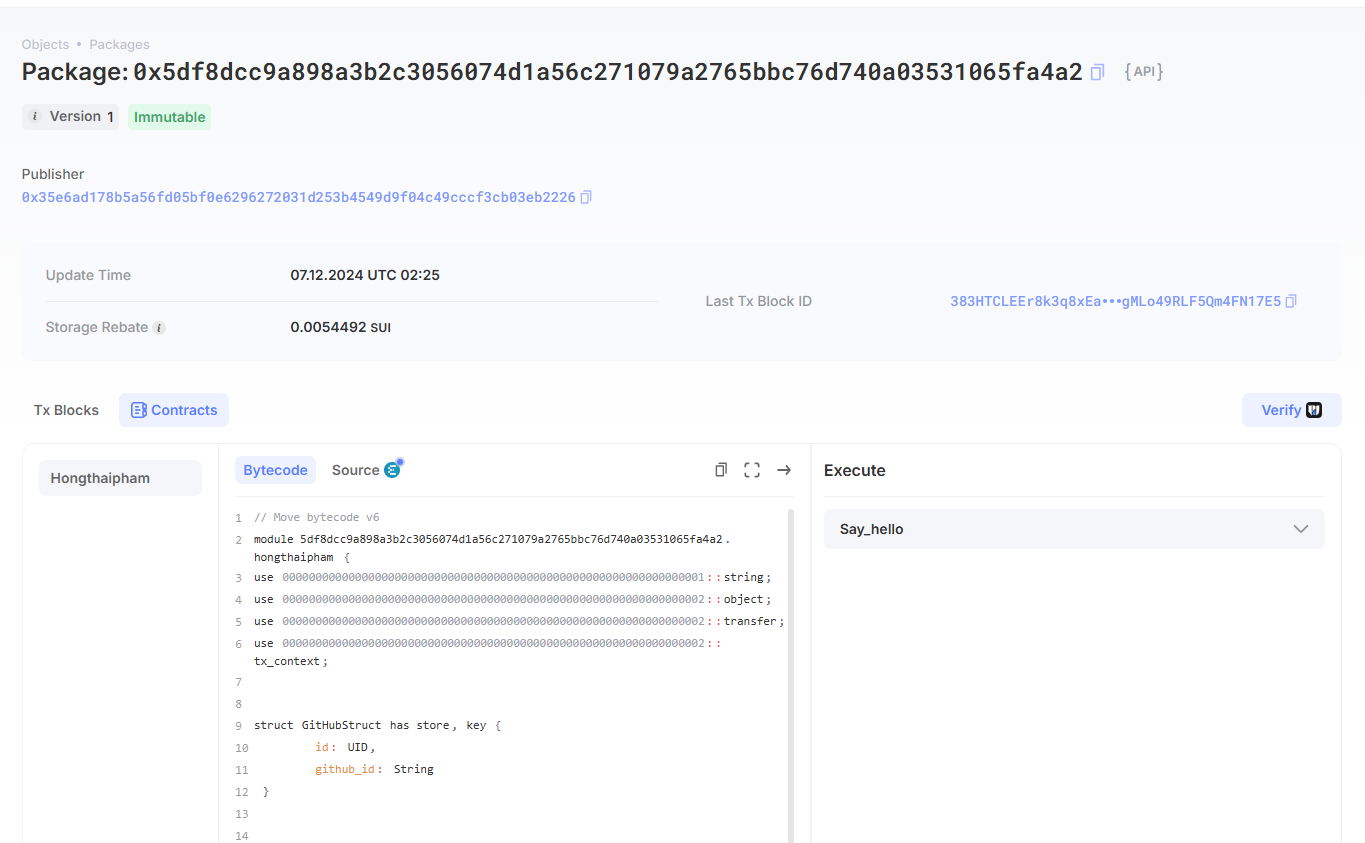 Objects • Packages
Package: 0x5df8dcc9a898a3b2c3056074d1a56c271079a2765bbc76d740a03531065fa4a2 {API}
i Version 1 Immutable
Publisher
0x35e6ad178b5a56fd05bf0e6296272031d253b4549d9f04c49cccf3cb03eb2226
Update Time 07.12.2024 UTC 02:25
Last Tx Block ID 383HTCLEEr8k3q8xEa•••gMLo49RLF5Qm4FN17E5
Storage Rebate i 0.0054492 SUI
Tx Blocks Contracts Verify
Hongthaipham
Bytecode Source
Execute
Say_hello
1 // Move bytecode v6
2 module 5df8dcc9a898a3b2c3056074d1a56c271079a2765bbc76d740a03531065fa4a2.
hongthaipham {
3 use 0000000000000000000000000000000000000000000000000000000000000001::string;
4 use 0000000000000000000000000000000000000000000000000000000000000002::object;
5 use 0000000000000000000000000000000000000000000000000000000000000002::transfer;
6 use 0000000000000000000000000000000000000000000000000000000000000002::
tx_context;
7
8
9 struct GitHubStruct has store, key {
10 id: UID,
11 github_id: String
12 }
13
14